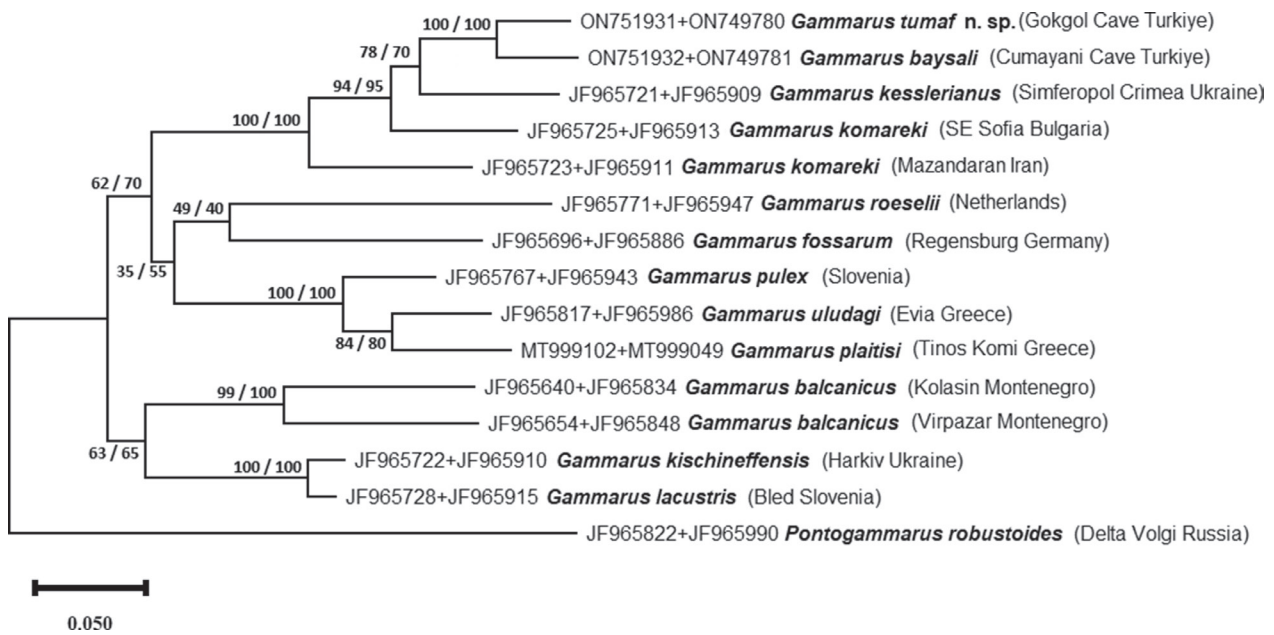 100 / 100
ON751931+ON749780 Gammarus tumaf n. sp. (Gokgol Cave Turkiye)
78 / 70
ON751932+ON749781 Gammarus baysali (Cumayani Cave Turkiye)
94 / 95
JF965721+JF965909 Gammarus kesslerianus (Simferopol Crimea Ukraine)
100 / 100
JF965725+JF965913 Gammarus komareki (SE Sofia Bulgaria)
JF965723+JF965911 Gammarus komareki (Mazandaran Iran)
62 / 70
49 / 40
JF965771+JF965947 Gammarus roeselii (Netherlands)
JF965696+JF965886 Gammarus fossarum (Regensburg Germany)
35 / 55
100 / 100
JF965767+JF965943 Gammarus pulex (Slovenia)
JF965817+JF965986 Gammarus uludagi (Evia Greece)
84 / 80
MT999102+MT999049 Gammarus plaitisi (Tinos Komi Greece)
99 / 100
JF965640+JF965834 Gammarus balcanicus (Kolasin Montenegro)
JF965654+JF965848 Gammarus balcanicus (Virpazar Montenegro)
63 / 65
100 / 100
JF965722+JF965910 Gammarus kischineffensis (Harkiv Ukraine)
JF965728+JF965915 Gammarus lacustris (Bled Slovenia)
JF965822+JF965990 Pontogammarus robustoides (Delta Volgi Russia)
0.050